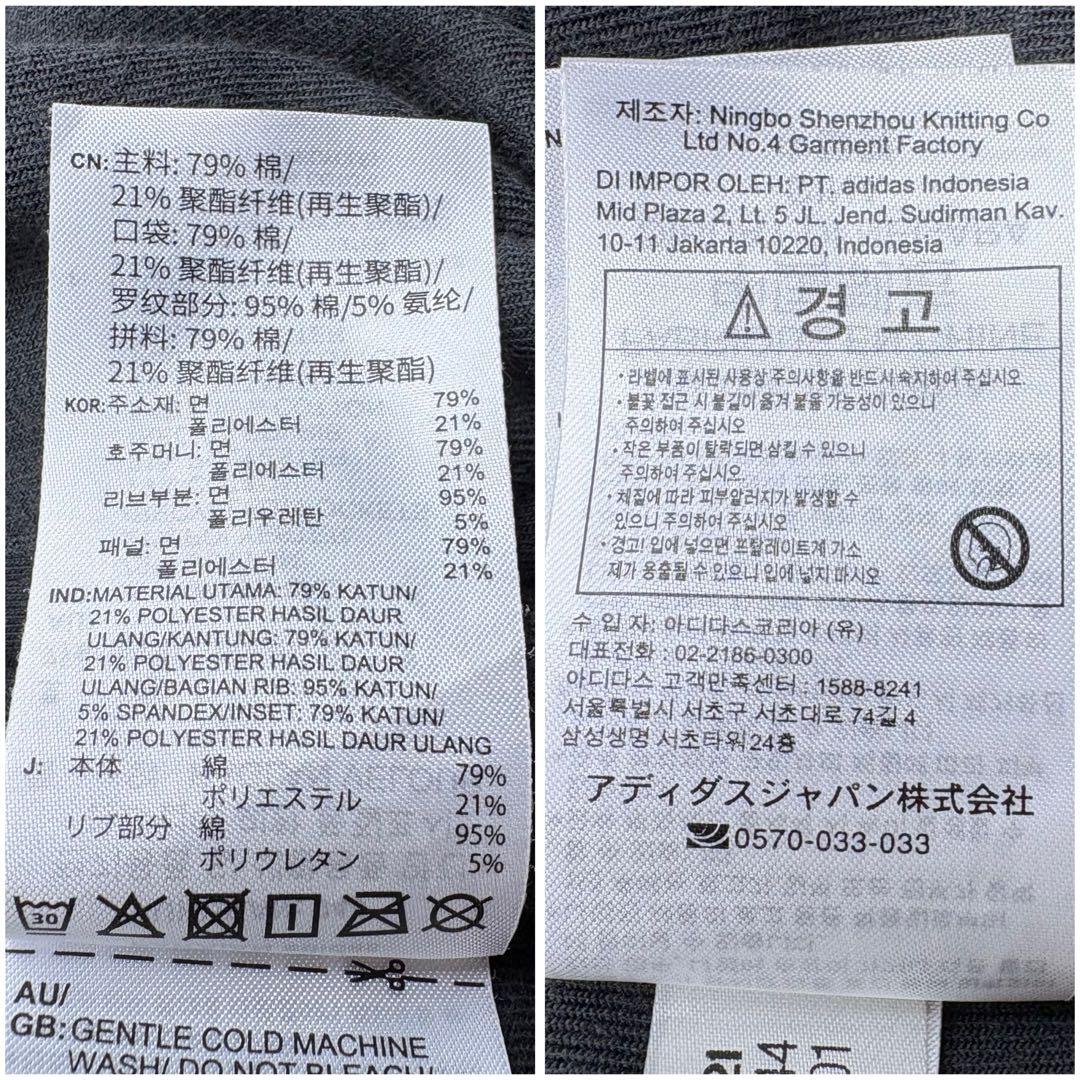 CN:主料: 79% 棉/
21% 聚酯纤维(再生聚酯)/
口袋: 79% 棉/
21% 聚酯纤维(再生聚酯)/
罗纹部分: 95% 棉/5% 氨纶/
拼料: 79% 棉/
21% 聚酯纤维(再生聚酯)
KOR:주소재: 면 79%
폴리에스터 21%
호주머니: 면 79%
폴리에스터 21%
리브부분: 면 95%
폴리우레탄 5%
패널: 면 79%
폴리에스터 21%
IND:MATERIAL UTAMA: 79% KATUN/
21% POLYESTER HASIL DAUR
ULANG/KANTUNG: 79% KATUN/
21% POLYESTER HASIL DAUR
ULANG/BAGIAN RIB: 95% KATUN/
5% SPANDEX/INSET: 79% KATUN/
21% POLYESTER HASIL DAUR ULANG
J: 本体 綿 79%
ポリエステル 21%
リブ部分 綿 95%
ポリウレタン 5%
30
AU/
GB:GENTLE COLD MACHINE
WASH/ DO NOT BLEACH/
제조자: Ningbo Shenzhou Knitting Co
Ltd No.4 Garment Factory
DI IMPOR OLEH: PT. adidas Indonesia
Mid Plaza 2, Lt. 5 JL. Jend. Sudirman Kav.
10-11 Jakarta 10220, Indonesia
경 고
・라벨에 표시된 사용상 주의사항을 반드시 숙지하여 주십시오
・불꽃 접근 시 불길이 옮겨 붙을 가능성이 있으니
주의하여 주십시오
・작은 부품이 탈락되면 삼킬 수 있으니
주의하여 주십시오.
・체질에 따라 피부알러지가 발생할 수
있으니 주의하여 주십시오
・경고! 입에 넣으면 프탈레이트계 가소
제가 용출될 수 있으니 입에 넣지 마시오
수 입 자: 아디다스코리아 (유)
대표전화 : 02-2186-0300
아디다스 고객만족센터 : 1588-8241
서울특별시 서초구 서초대로 74길 4
삼성생명 서초타워24층
アディダスジャパン株式会社
0570-033-033